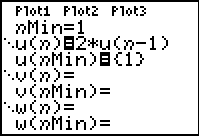 Plot1 Plot2 Plot3
nMin=1
u(n)=2*u(n-1)
u(nMin)={1}
v(n)=
v(nMin)=
w(n)=
w(nMin)=